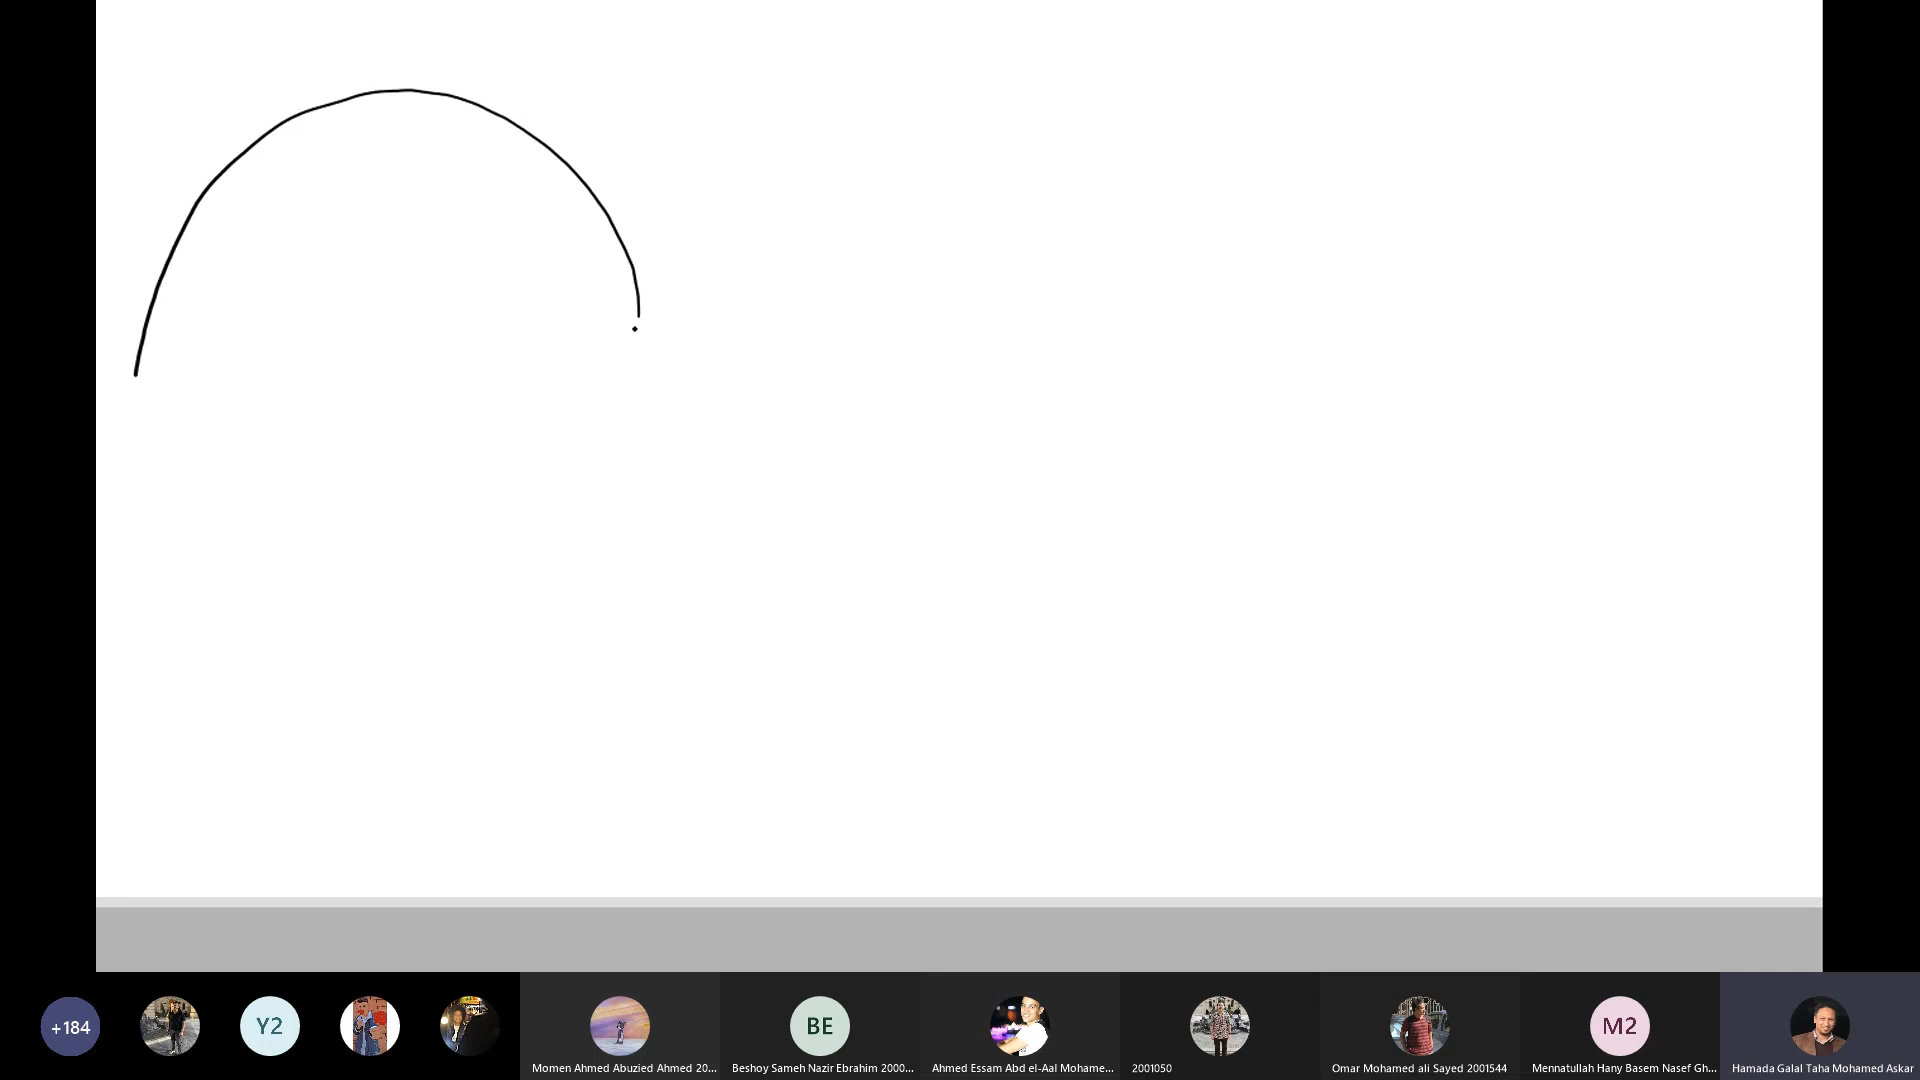 +184
Y2
BE
M2
Momen Ahmed Abuzied Ahmed 20...
Beshoy Sameh Nazir Ebrahim 2000...
Ahmed Essam Abd el-Aal Mohame...
2001050
Omar Mohamed ali Sayed 2001544
Mennatullah Hany Basem Nasef Gh...
Hamada Galal Taha Mohamed Askar